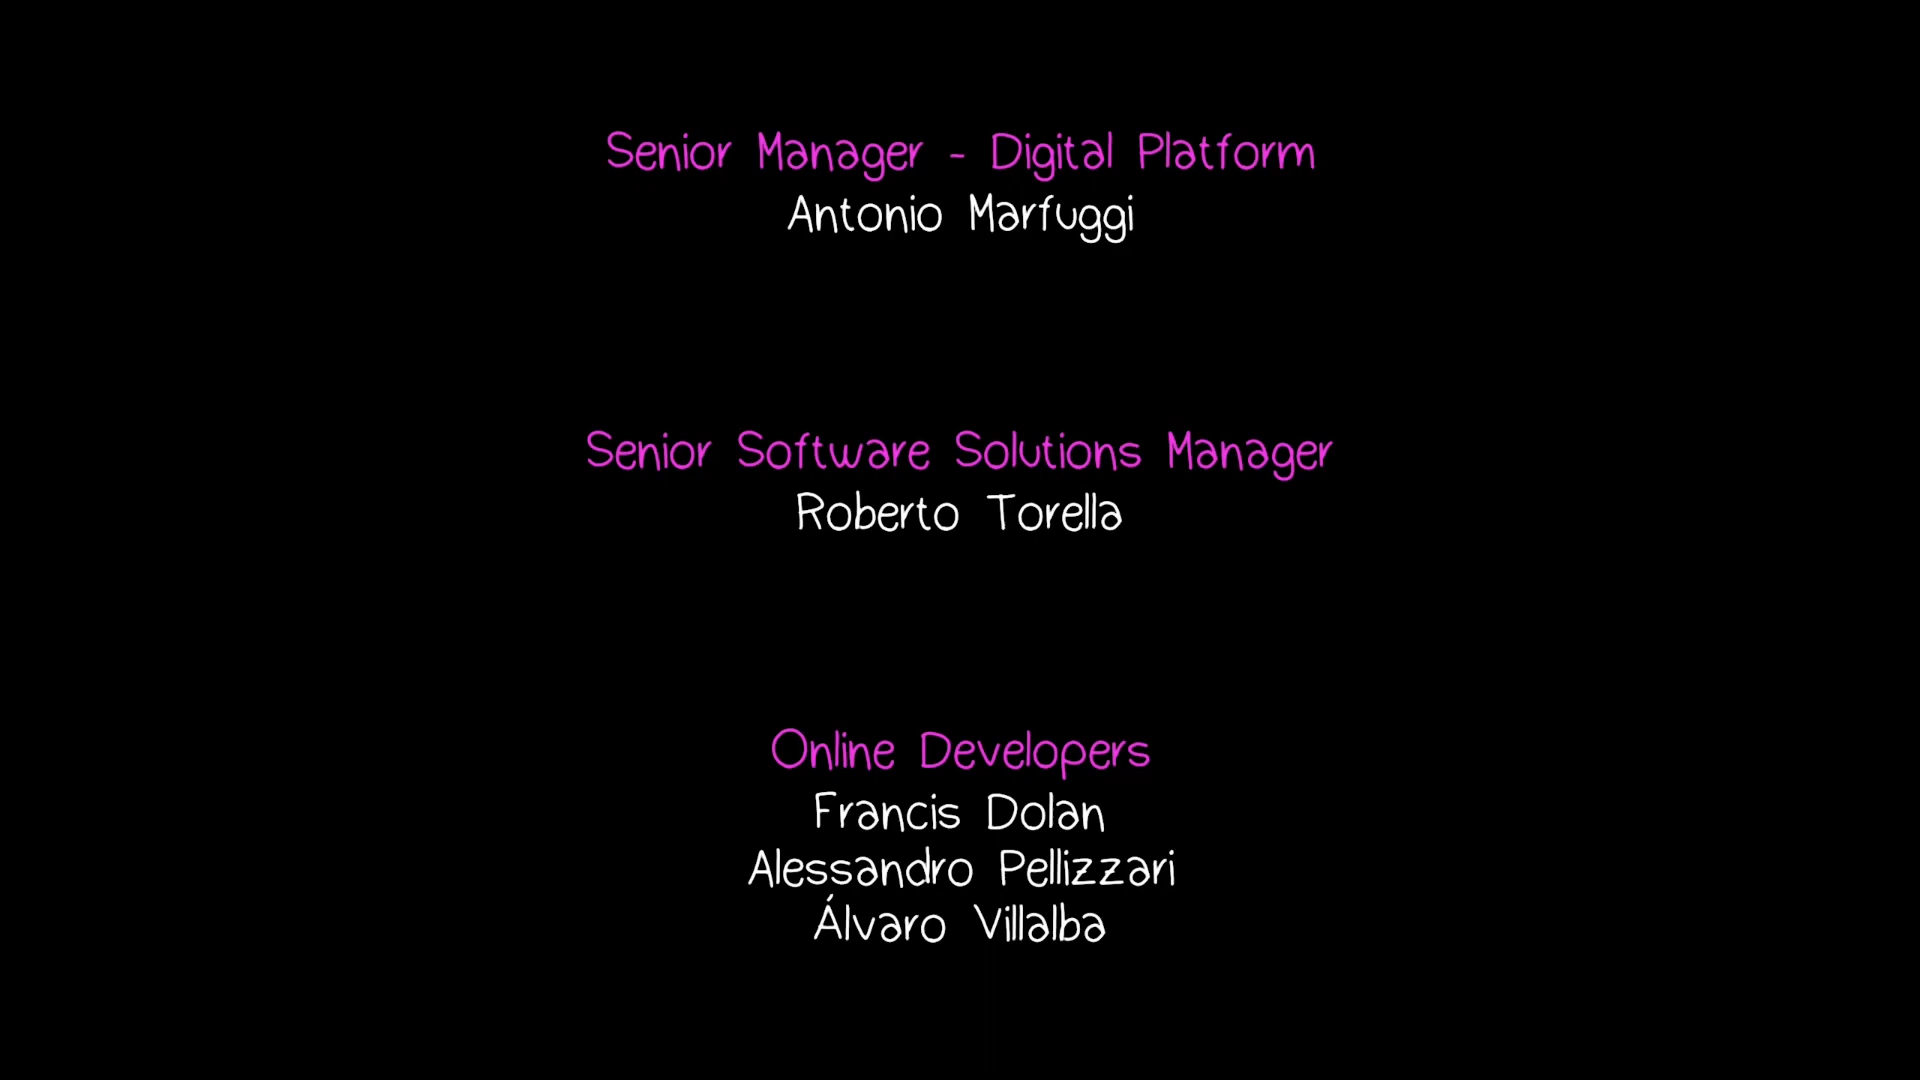 Senior Manager - Digital Platform
Antonio Marfuggi
Senior Software Solutions Manager
Roberto Torella
Online Developers
Francis Dolan
Alessandro Pellizzari
Álvaro Villalba